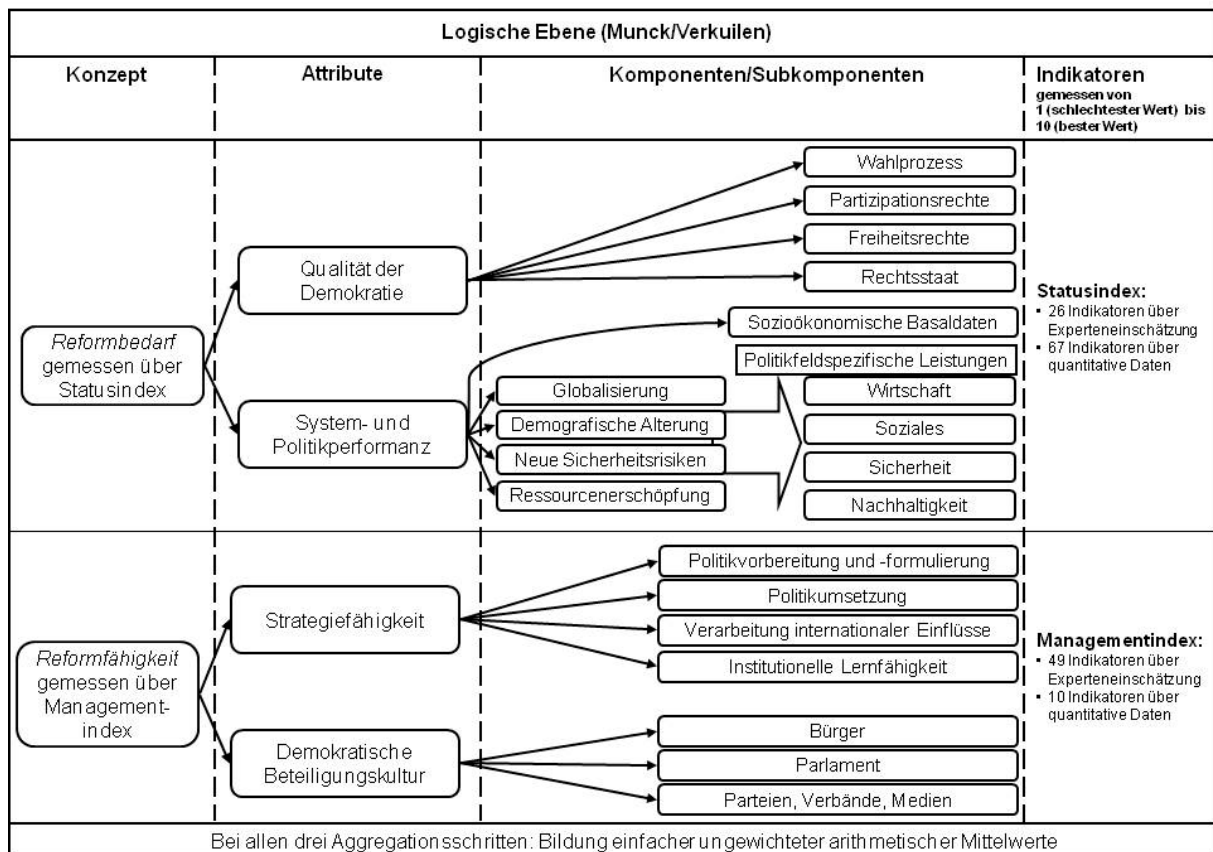 Logische Ebene (Munck/Verkuilen)
Konzept
Attribute
Komponenten/Subkomponenten
Indikatoren
gemessen von
1 (schlechtester Wert) bis
10 (bester Wert)
Reformbedarf
gemessen über
Statusindex
Qualität der
Demokratie
System- und
Politikperformanz
Wahlprozess
Partizipationsrechte
Freiheitsrechte
Rechtsstaat
Sozioökonomische Basaldaten
Politikfeldspezifische Leistungen
Globalisierung
Demografische Alterung
Neue Sicherheitsrisiken
Ressourcenerschöpfung
Wirtschaft
Soziales
Sicherheit
Nachhaltigkeit
Statusindex:
▪ 26 Indikatoren über
Experteneinschätzung
▪ 67 Indikatoren über
quantitative Daten
Reformfähigkeit
gemessen über
Management-
index
Strategiefähigkeit
Demokratische
Beteiligungskultur
Politikvorbereitung und -formulierung
Politikumsetzung
Verarbeitung internationaler Einflüsse
Institutionelle Lernfähigkeit
Bürger
Parlament
Parteien, Verbände, Medien
Managementindex:
▪ 49 Indikatoren über
Experteneinschätzung
▪ 10 Indikatoren über
quantitative Daten
Bei allen drei Aggregationsschritten: Bildung einfacher ungewichteter arithmetischer Mittelwerte